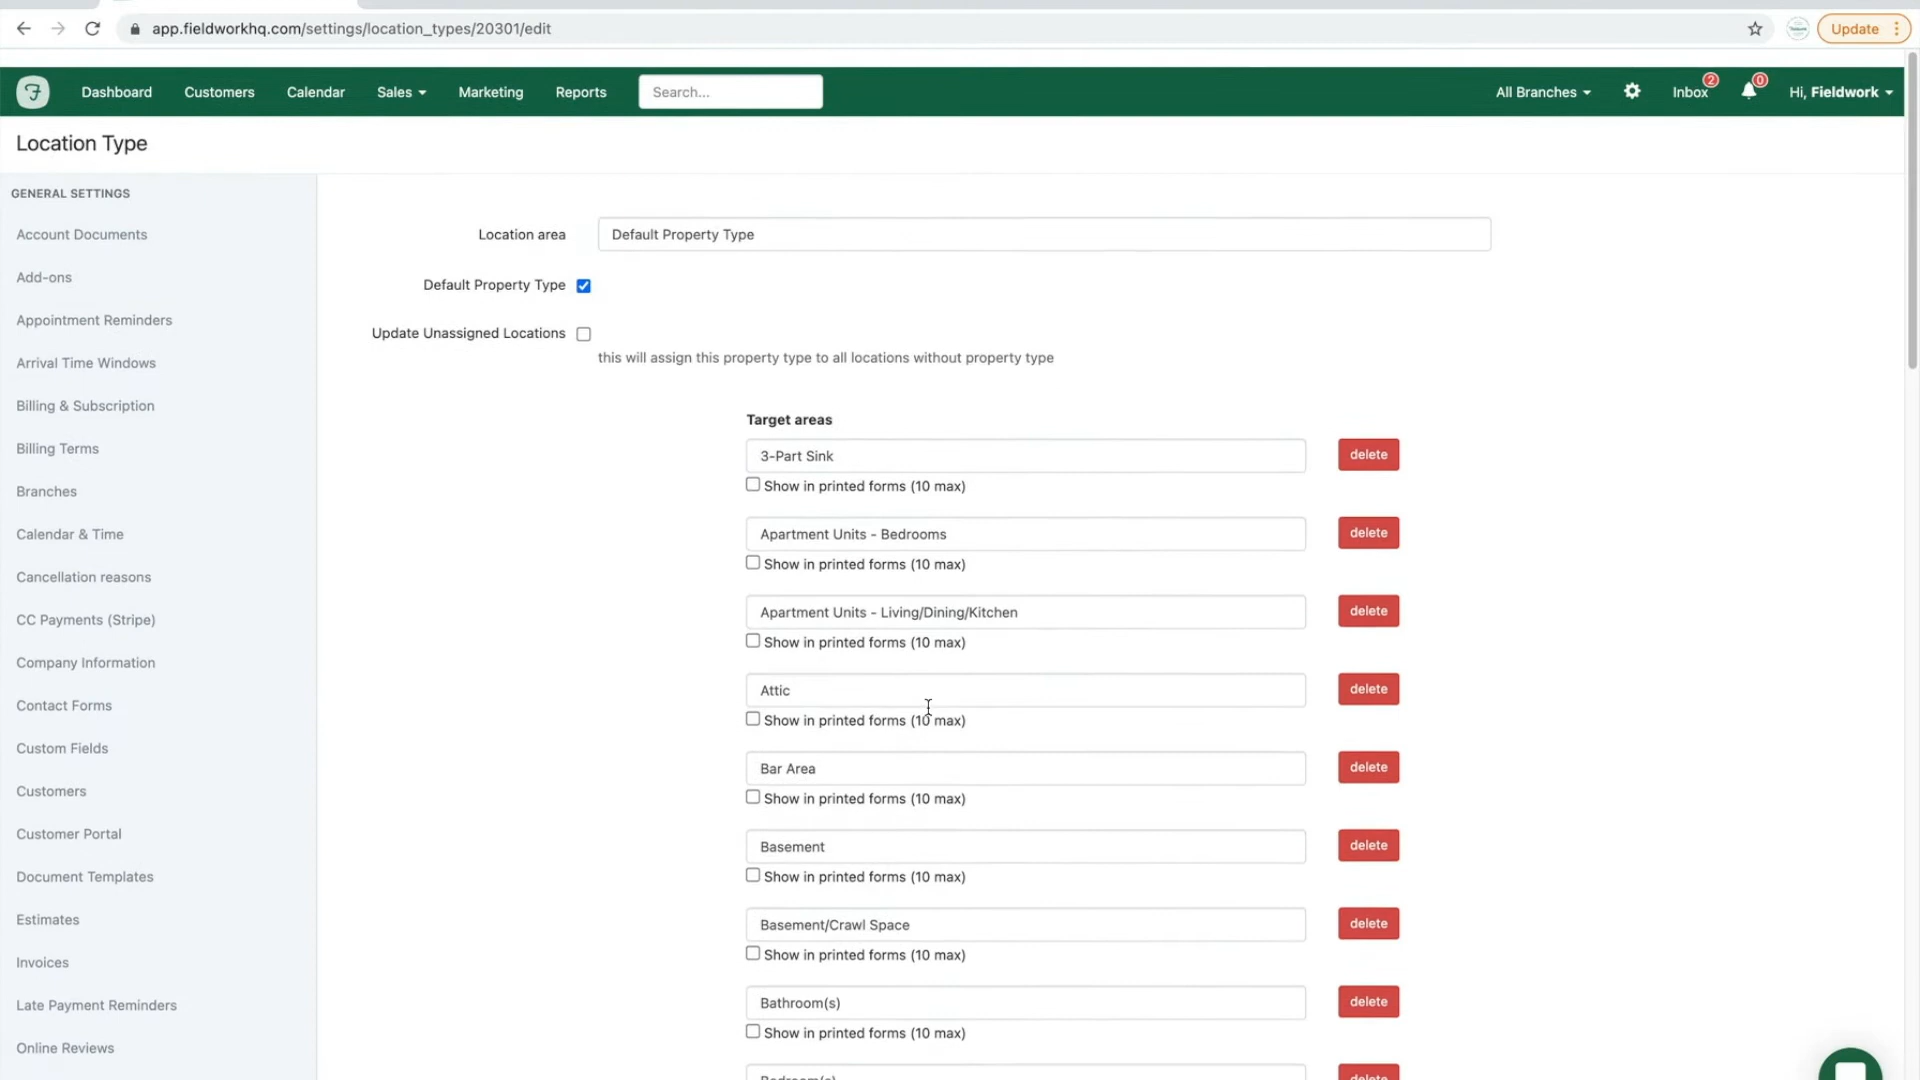 app.fieldworkhq.com/settings/location_types/20301/edit
Update
Dashboard Customers Calendar Sales Marketing Reports Search... All Branches Inbox 2 0 Hi, Fieldwork
Location Type
GENERAL SETTINGS
Account Documents
Add-ons
Appointment Reminders
Arrival Time Windows
Billing & Subscription
Billing Terms
Branches
Calendar & Time
Cancellation reasons
CC Payments (Stripe)
Company Information
Contact Forms
Custom Fields
Customers
Customer Portal
Document Templates
Estimates
Invoices
Late Payment Reminders
Online Reviews
Location area Default Property Type
Default Property Type
Update Unassigned Locations
this will assign this property type to all locations without property type
Target areas
3-Part Sink delete
Show in printed forms (10 max)
Apartment Units - Bedrooms delete
Show in printed forms (10 max)
Apartment Units - Living/Dining/Kitchen delete
Show in printed forms (10 max)
Attic delete
Show in printed forms (10 max)
Bar Area delete
Show in printed forms (10 max)
Basement delete
Show in printed forms (10 max)
Basement/Crawl Space delete
Show in printed forms (10 max)
Bathroom(s) delete
Show in printed forms (10 max)
Bedroom(s) delete